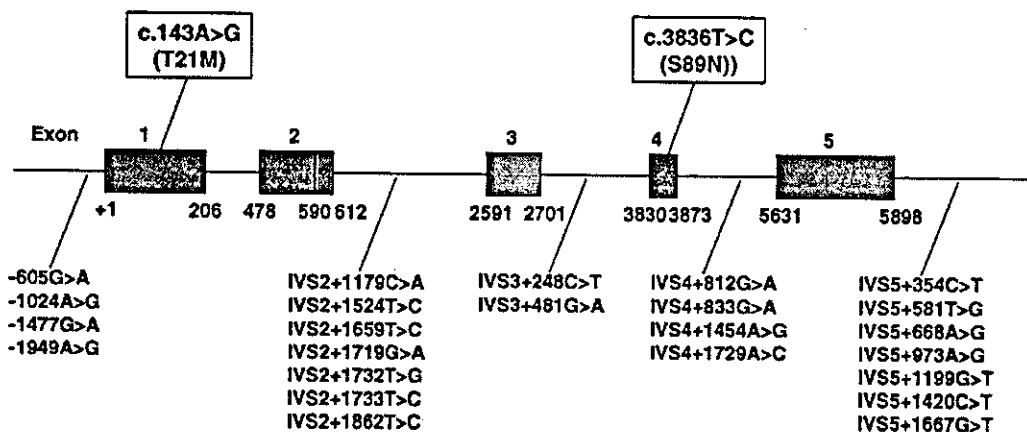 c.143A>G
(T21M)
c.3836T>C
(S89N))
Exon 1 2 3 4 5
+1 206 478 590 612 2591 2701 3830 3873 5631 5898
-605G>A
-1024A>G
-1477G>A
-1949A>G
IVS2+1179C>A
IVS2+1524T>C
IVS2+1659T>C
IVS2+1719G>A
IVS2+1732T>G
IVS2+1733T>C
IVS2+1862T>C
IVS3+248C>T
IVS3+481G>A
IVS4+812G>A
IVS4+833G>A
IVS4+1454A>G
IVS4+1729A>C
IVS5+354C>T
IVS5+581T>G
IVS5+668A>G
IVS5+973A>G
IVS5+1199G>T
IVS5+1420C>T
IVS5+1667G>T